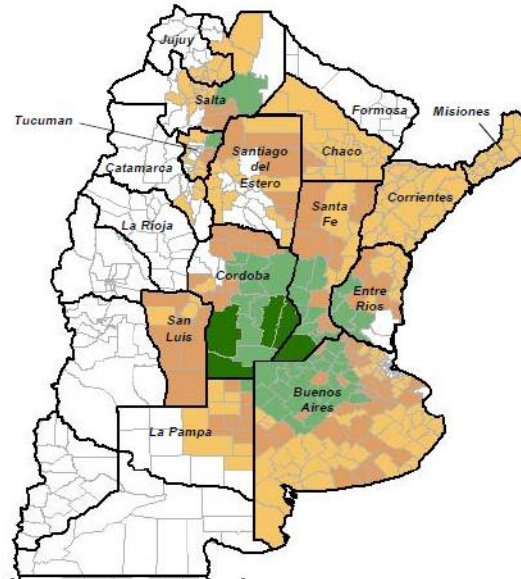 Jujuy
Salta
Formosa
Misiones
Tucuman
Chaco
Catamarca
Santiago
del
Estero
Corrientes
Santa
Fe
La Rioja
Cordoba
Entre
Rios
San
Luis
Buenos
Aires
La Pampa